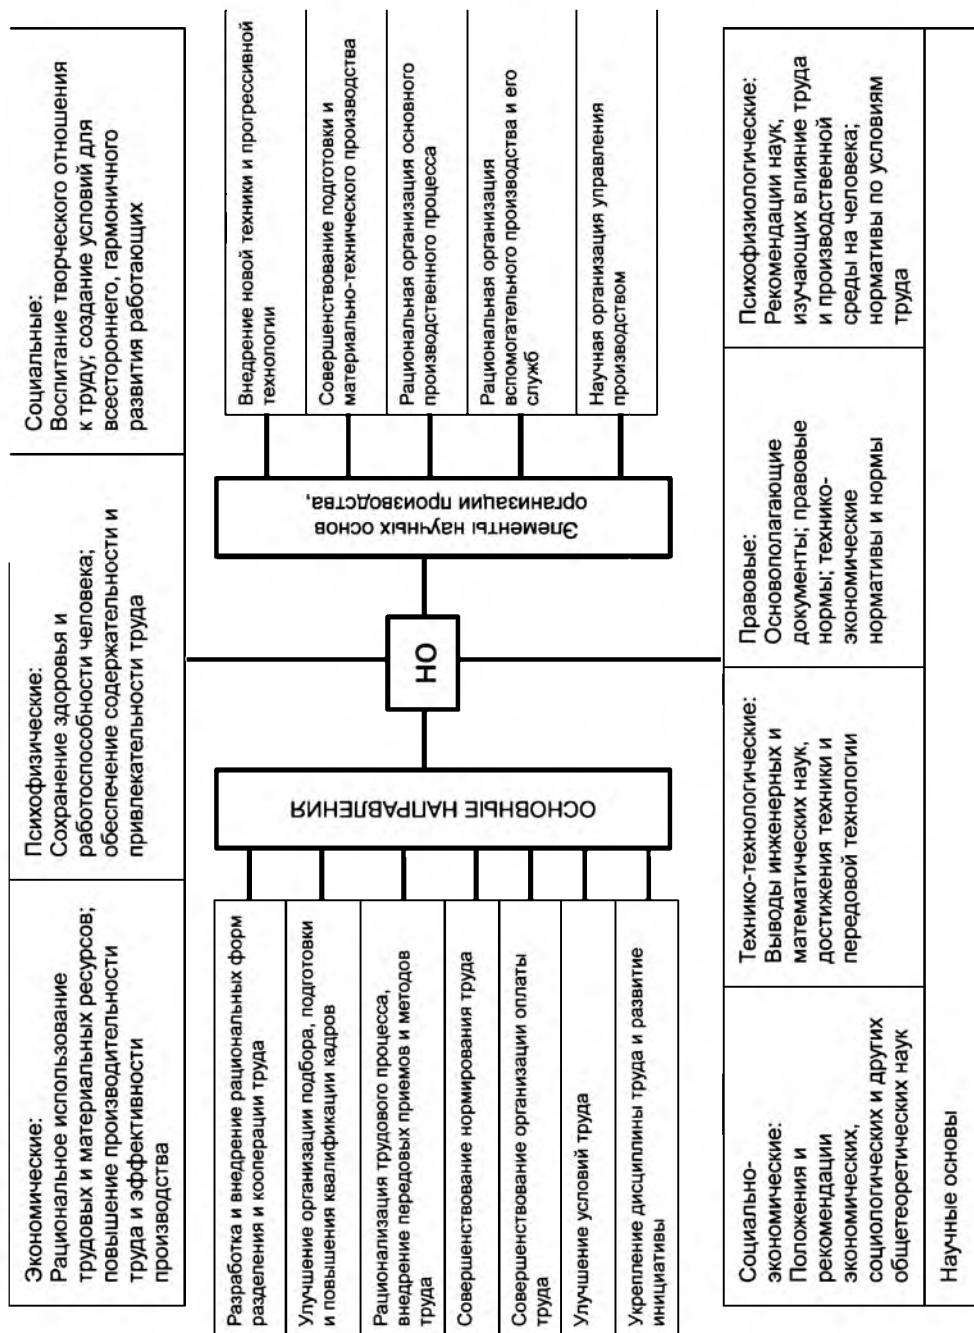 Экономические:
Рациональное использование
трудовых и материальных ресурсов;
повышение производительности
труда и эффективности
производства
Психофизические:
Сохранение здоровья и
работоспособности человека;
обеспечение содержательности и
привлекательности труда
Социальные:
Воспитание творческого отношения
к труду; создание условий для
всестороннего, гармоничного
развития работающих
Разработка и внедрение рациональных форм
разделения и кооперации труда
Улучшение организации подбора, подготовки
и повышения квалификации кадров
Рационализация трудового процесса,
внедрение передовых приемов и методов
труда
Совершенствование нормирования труда
Совершенствование организации оплаты
труда
Улучшение условий труда
Укрепление дисциплины труда и развитие
инициативы
ОСНОВНЫЕ НАПРАВЛЕНИЯ
НО
Элементы научных основ
организации производства,
Внедрение новой техники и прогрессивной
технологии
Совершенствование подготовки и
материально-технического производства
Рациональная организация основного
производственного процесса
Рациональная организация
вспомогательного производства и его
служб
Научная организация управления
производством
Социально-
экономические:
Положения и
рекомендации
экономических,
социологических и других
общетеоретических наук
Технико-технологические:
Выводы инженерных и
математических наук,
достижения техники и
передовой технологии
Правовые:
Основополагающие
документы; правовые
нормы; технико-
экономические
нормативы и нормы
Психофизиологические:
Рекомендации наук,
изучающих влияние труда
и производственной
среды на человека;
нормативы по условиям
труда
Научные основы